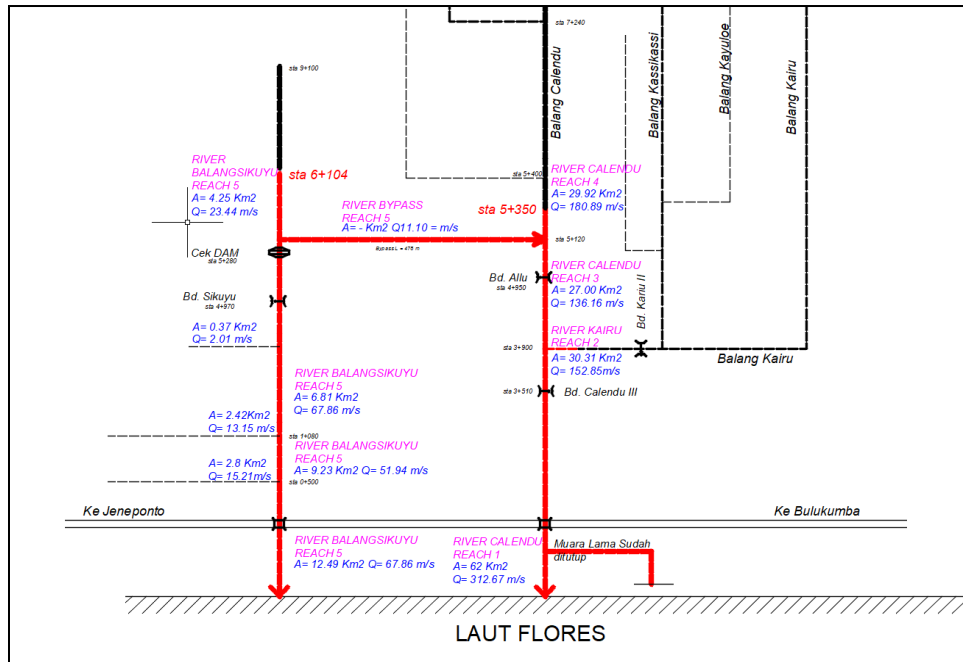 sta 7+240
Balang Calendu
Balang Kassikassi
Balang Kayuloe
Balang Kairu
sta 9+100
RIVER
BALANGSIKUYU
REACH 5
A= 4.25 Km2
Q= 23.44 m/s
sta 6+104
sta 5+400
RIVER CALENDU
REACH 4
A= 29.92 Km2
Q= 180.89 m/s
sta 5+350
RIVER BYPASS
REACH 5
A= - Km2 Q11.10 = m/s
Bypass L = 478 m
sta 5+120
Cek DAM
sta 5+280
RIVER CALENDU
REACH 3
A= 27.00 Km2
Q= 136.16 m/s
Bd. Allu
sta 4+950
Bd. Sikuyu
sta 4+970
Bd. Kariu II
A= 0.37 Km2
Q= 2.01 m/s
RIVER KAIRU
REACH 2
A= 30.31 Km2
Q= 152.85m/s
sta 3+900
Balang Kairu
RIVER BALANGSIKUYU
REACH 5
A= 6.81 Km2
Q= 67.86 m/s
sta 3+510
Bd. Calendu III
A= 2.42Km2
Q= 13.15 m/s
sta 1+080
RIVER BALANGSIKUYU
REACH 5
A= 9.23 Km2 Q= 51.94 m/s
A= 2.8 Km2
Q= 15.21m/s
sta 0+500
Ke Jeneponto
Ke Bulukumba
RIVER BALANGSIKUYU
REACH 5
A= 12.49 Km2 Q= 67.86 m/s
RIVER CALENDU
REACH 1
A= 62 Km2
Q= 312.67 m/s
Muara Lama Sudah
ditutup
LAUT FLORES